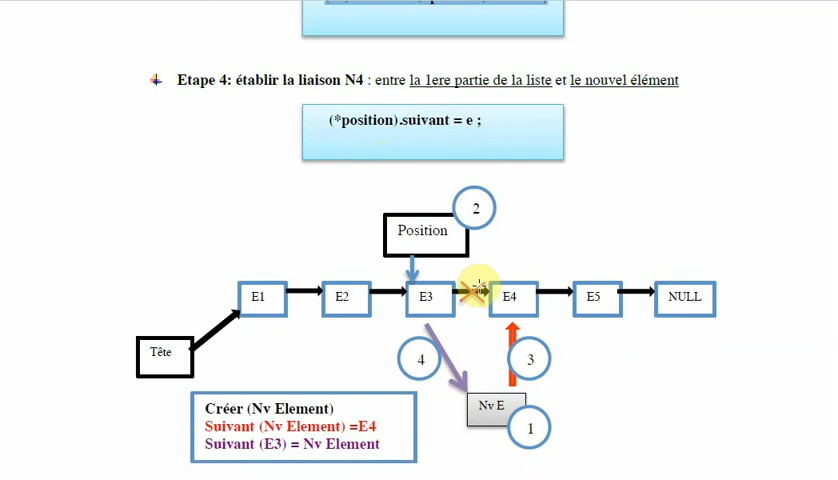 Etape 4: établir la liaison N4 : entre la 1ere partie de la liste et le nouvel élément
(*position).suivant = e ;
2
Position
E1
E2
E3
E4
E5
NULL
Tête
4
3
Nv E
1
Créer (Nv Element)
Suivant (Nv Element) =E4
Suivant (E3) = Nv Element